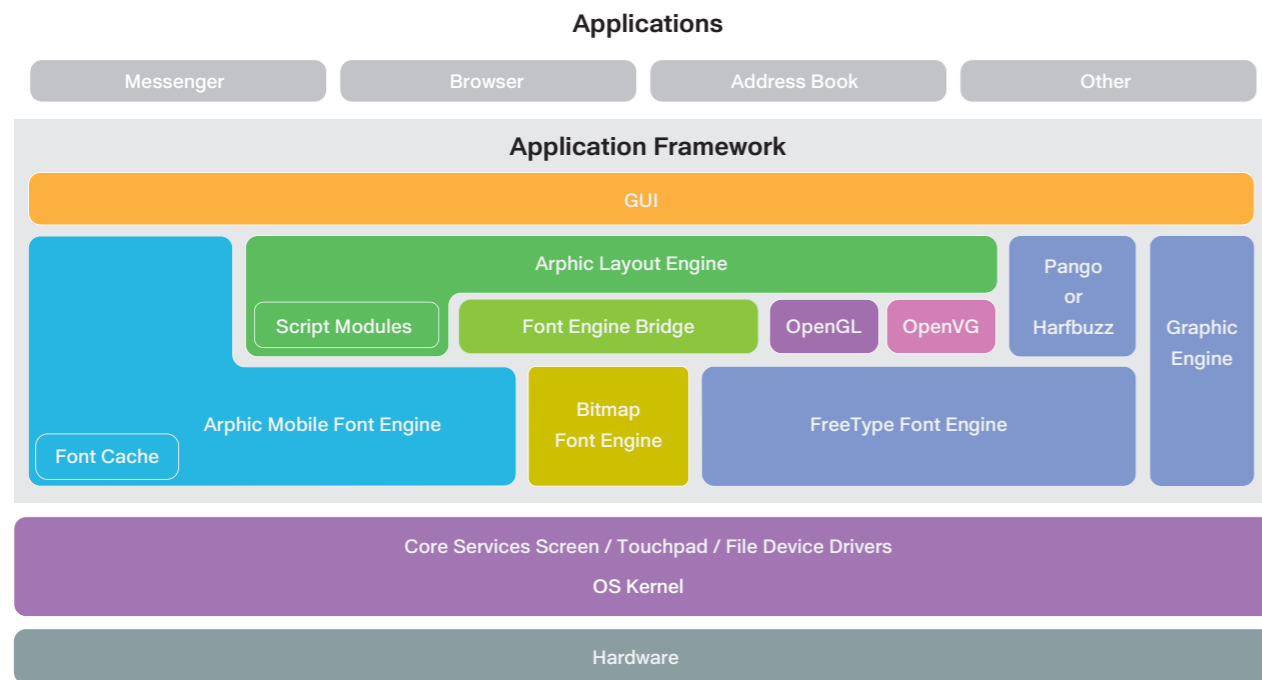 Applications
Messenger
Browser
Address Book
Other
Application Framework
GUI
Arphic Layout Engine
Script Modules
Font Engine Bridge
OpenGL
OpenVG
Pango
or
Harfbuzz
Graphic
Engine
Arphic Mobile Font Engine
Font Cache
Bitmap
Font Engine
FreeType Font Engine
Core Services Screen / Touchpad / File Device Drivers
OS Kernel
Hardware